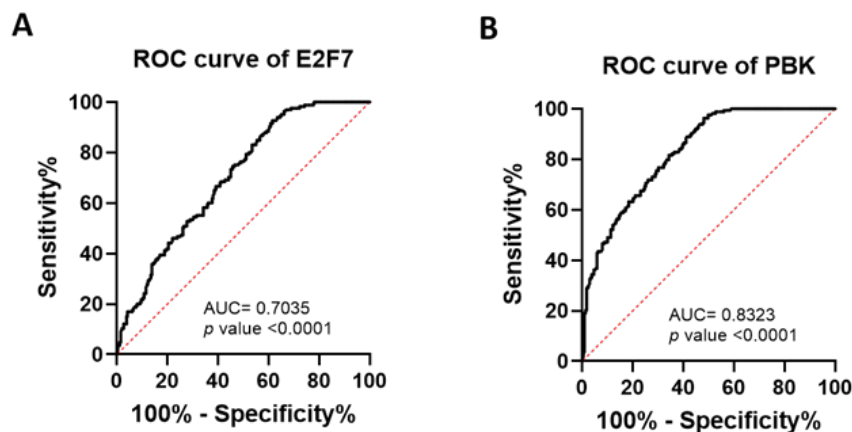 A
ROC curve of E2F7
100
80
60
40
20
0
Sensitivity%
AUC= 0.7035
p value <0.0001
0 20 40 60 80 100
100% - Specificity%
B
ROC curve of PBK
100
80
60
40
20
0
Sensitivity%
AUC= 0.8323
p value <0.0001
0 20 40 60 80 100
100% - Specificity%